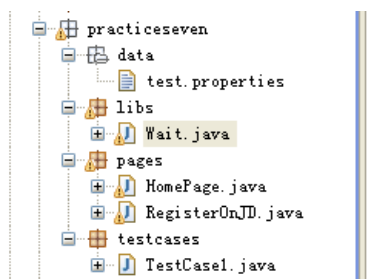 practiceseven
data
test.properties
libs
Wait.java
pages
HomePage.java
RegisterOnJD.java
testcases
TestCase1.java